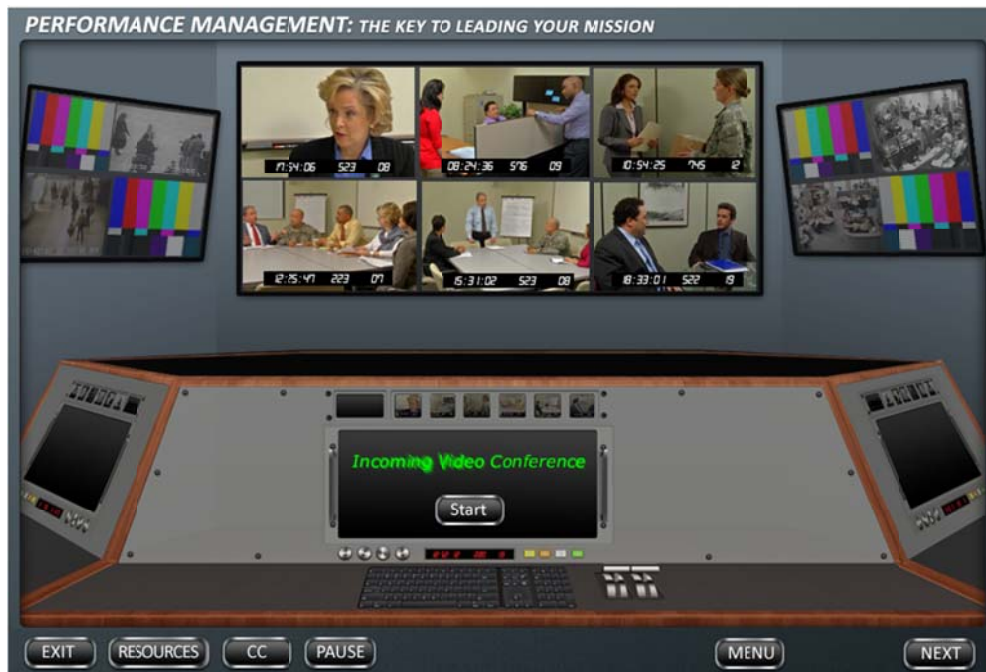 PERFORMANCE MANAGEMENT: THE KEY TO LEADING YOUR MISSION
17:54:06 523 08
08:24:36 576 09
10:54:25 745 12
12:15:47 223 07
15:31:02 523 08
18:33:01 522 19
Incoming Video Conference
Start
EXIT
RESOURCES
CC
PAUSE
MENU
NEXT